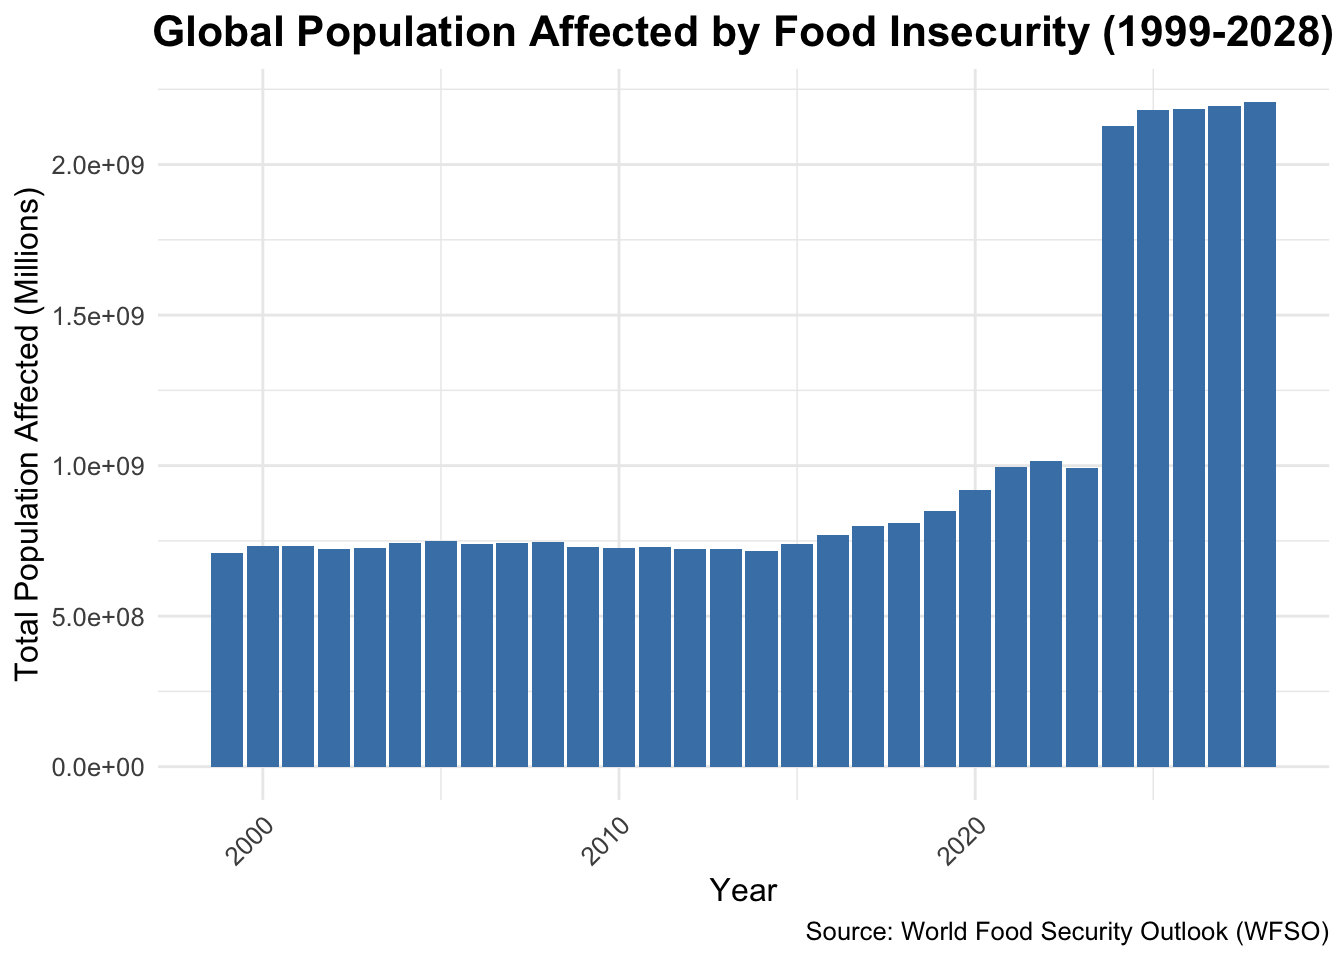 Global Population Affected by Food Insecurity (1999-2028)
Total Population Affected (Millions)
2.0e+09
1.5e+09
1.0e+09
5.0e+08
0.0e+00
2000
2010
2020
Year
Source: World Food Security Outlook (WFSO)